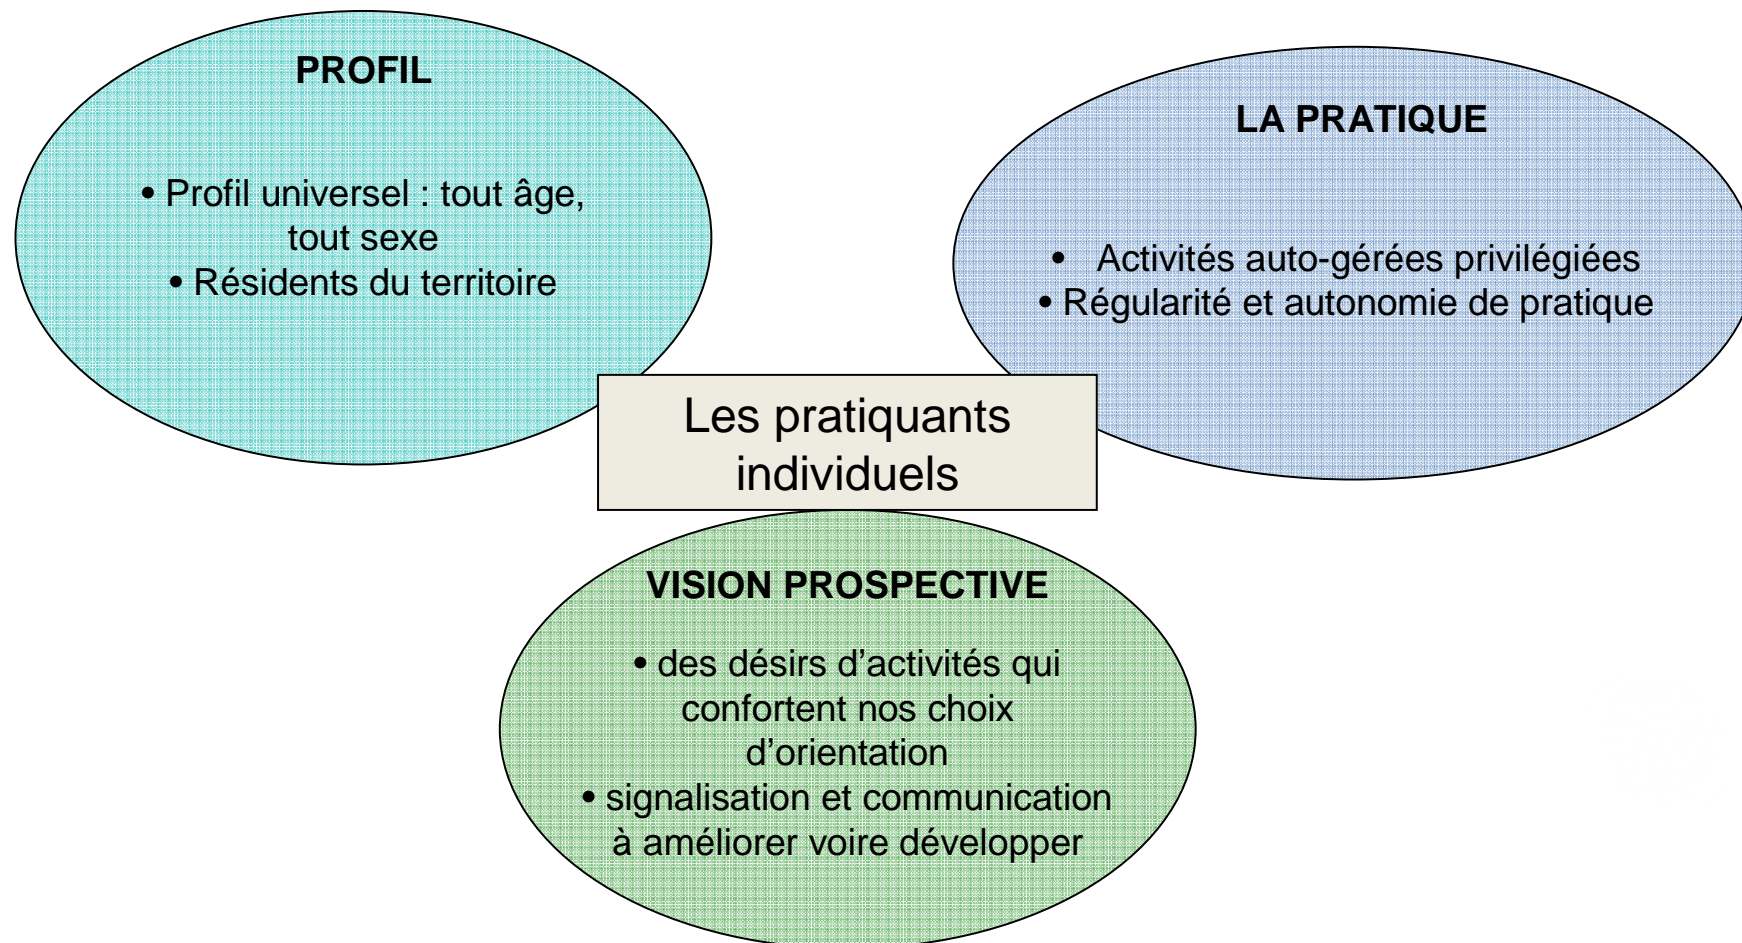 PROFIL
• Profil universel : tout âge,
tout sexe
• Résidents du territoire
LA PRATIQUE
• Activités auto-gérées privilégiées
• Régularité et autonomie de pratique
Les pratiquants
individuels
VISION PROSPECTIVE
• des désirs d’activités qui
confortent nos choix
d’orientation
• signalisation et communication
à améliorer voire développer